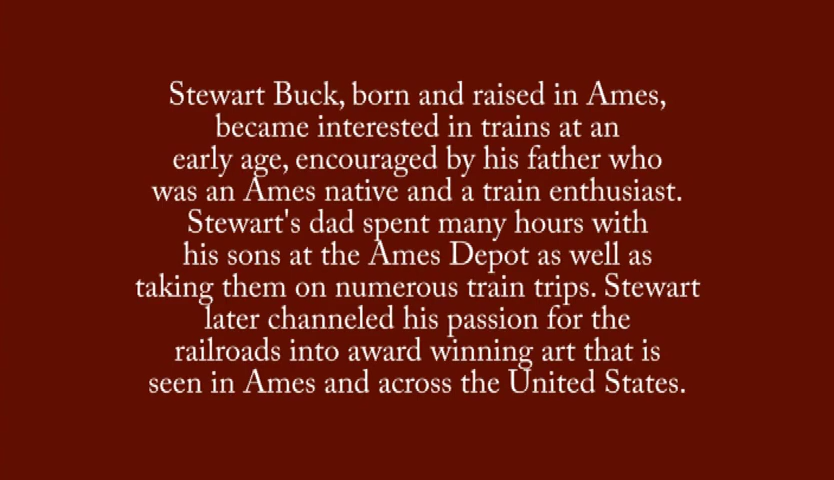 Stewart Buck, born and raised in Ames,
became interested in trains at an
early age, encouraged by his father who
was an Ames native and a train enthusiast.
Stewart's dad spent many hours with
his sons at the Ames Depot as well as
taking them on numerous train trips. Stewart
later channeled his passion for the
railroads into award winning art that is
seen in Ames and across the United States.